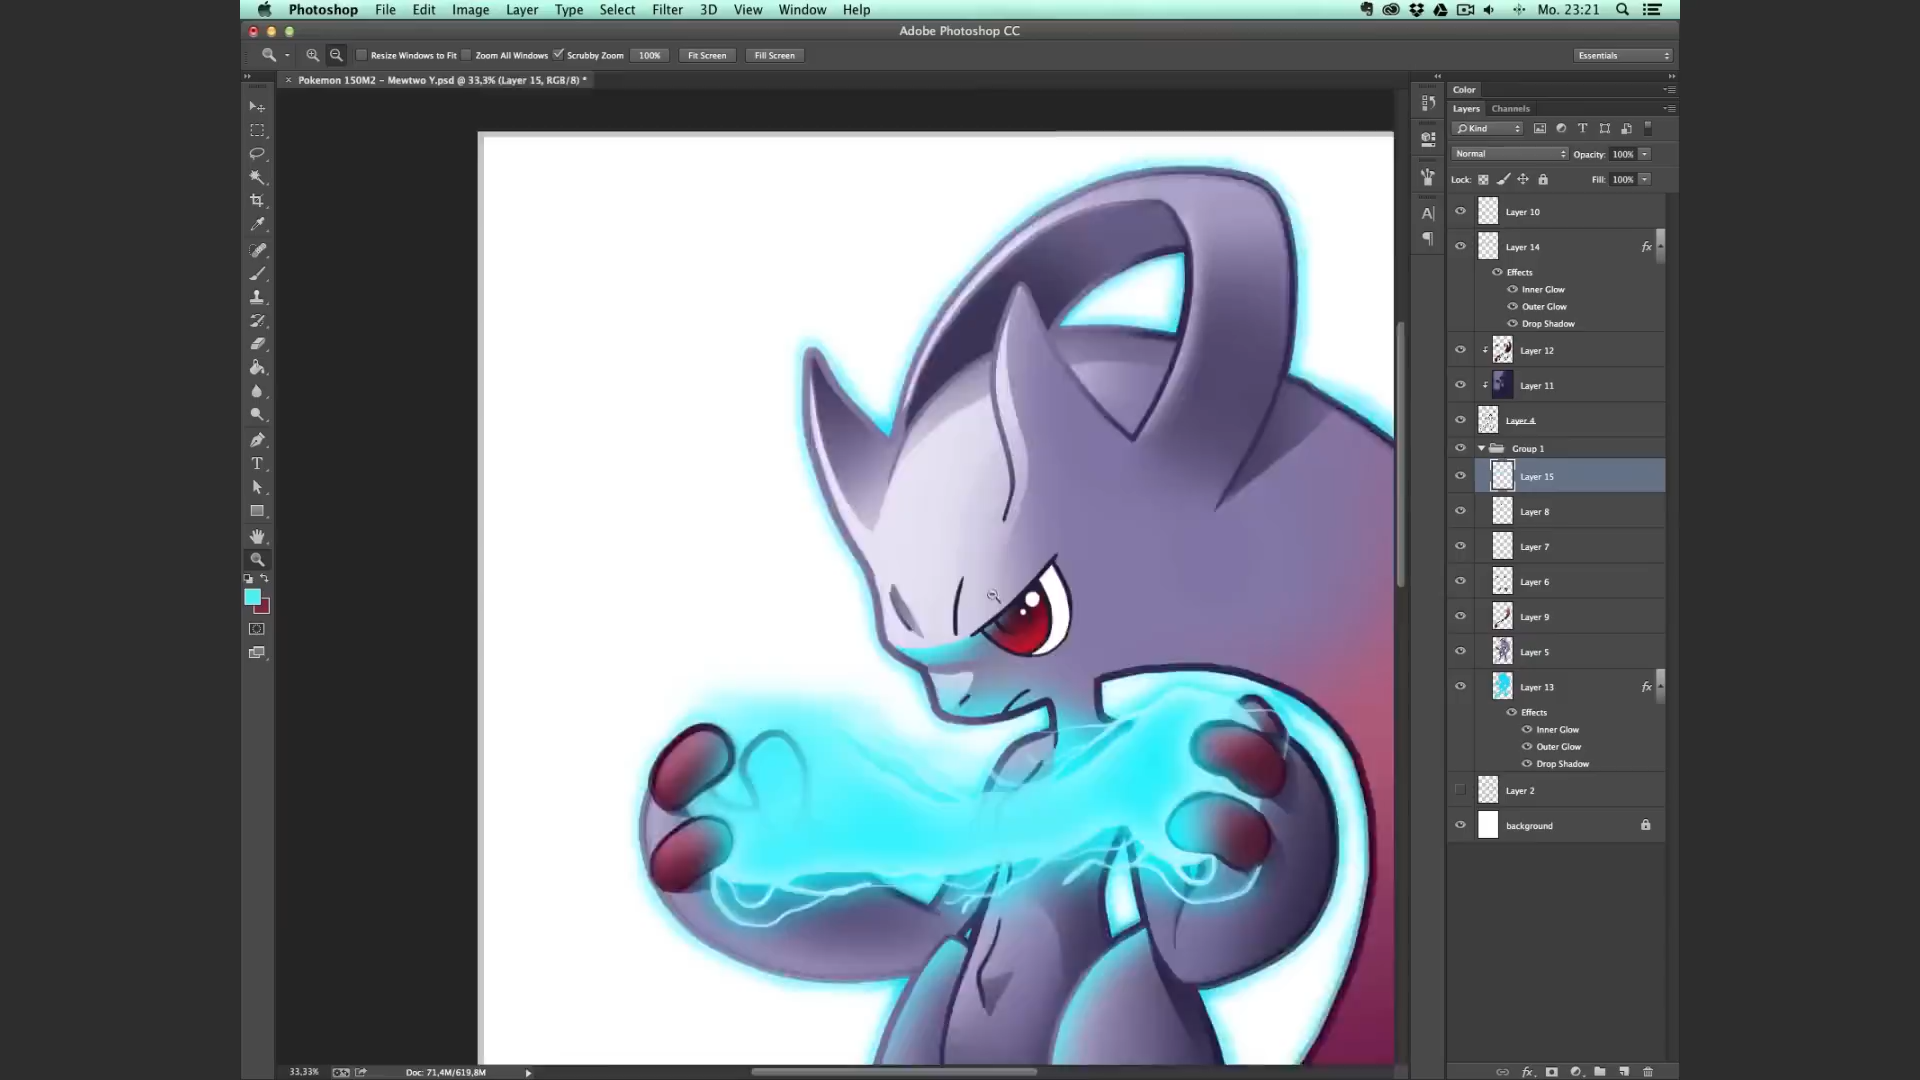 Photoshop File Edit Image Layer Type Select Filter 3D View Window Help Mo. 23:21
Adobe Photoshop CC
Resize Windows to Fit Zoom All Windows Scrubby Zoom 100% Fit Screen Fill Screen Essentials
Pokemon 150M2 - Mewtwo Y.psd @ 33,3% (Layer 15, RGB/8) *
Color
Layers Channels
Kind
Normal Opacity: 100%
Lock: Fill: 100%
Layer 10
Layer 14 fx
Effects
Inner Glow
Outer Glow
Drop Shadow
Layer 12
Layer 11
Layer 4
Group 1
Layer 15
Layer 8
Layer 7
Layer 6
Layer 9
Layer 5
Layer 13 fx
Effects
Inner Glow
Outer Glow
Drop Shadow
Layer 2
background
33,33% Doc: 71,4M/619,8M